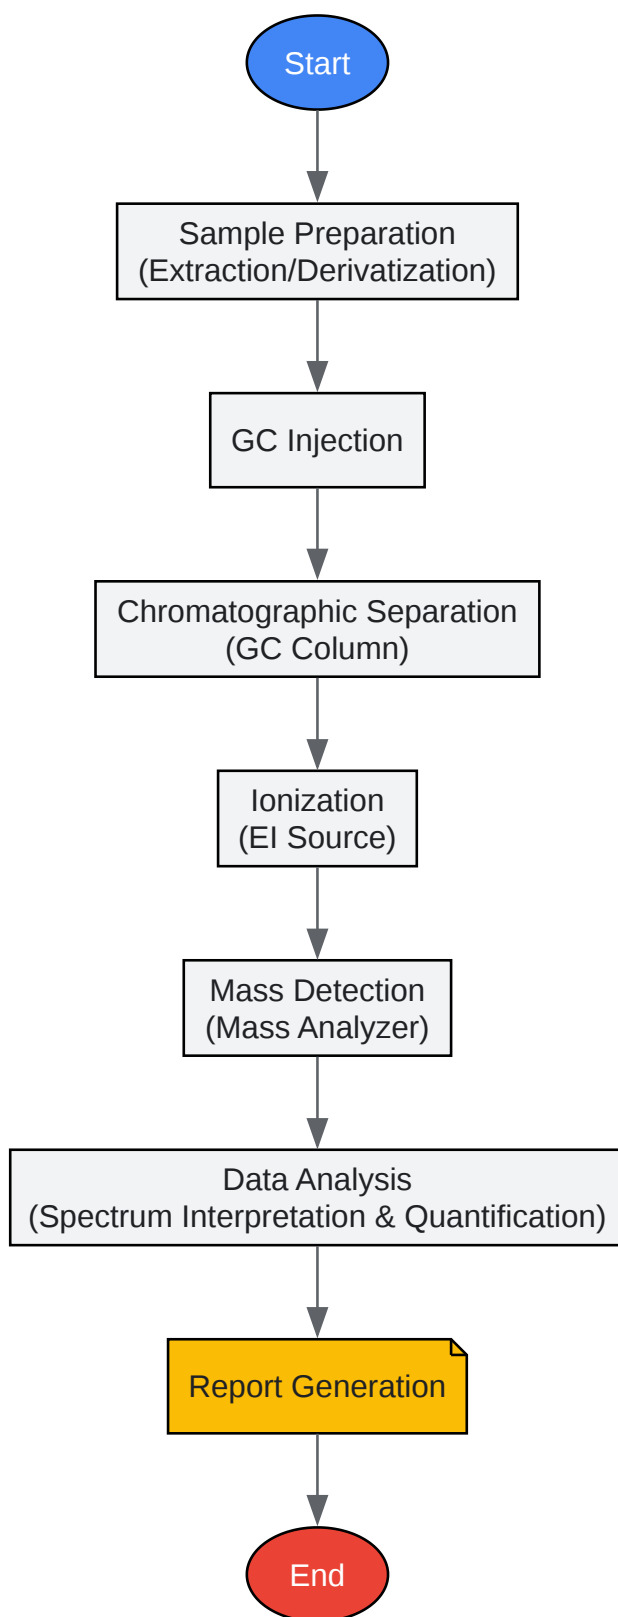 Start
Sample Preparation
(Extraction/Derivatization)
GC Injection
Chromatographic Separation
(GC Column)
Ionization
(EI Source)
Mass Detection
(Mass Analyzer)
Data Analysis
(Spectrum Interpretation & Quantification)
Report Generation
End